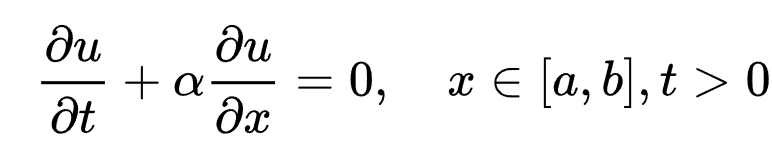 ∂u/∂t + α ∂u/∂x = 0, x ∈ [a, b], t > 0